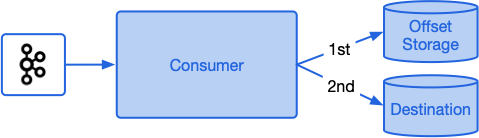 Consumer
1st
2nd
Offset
Storage
Destination